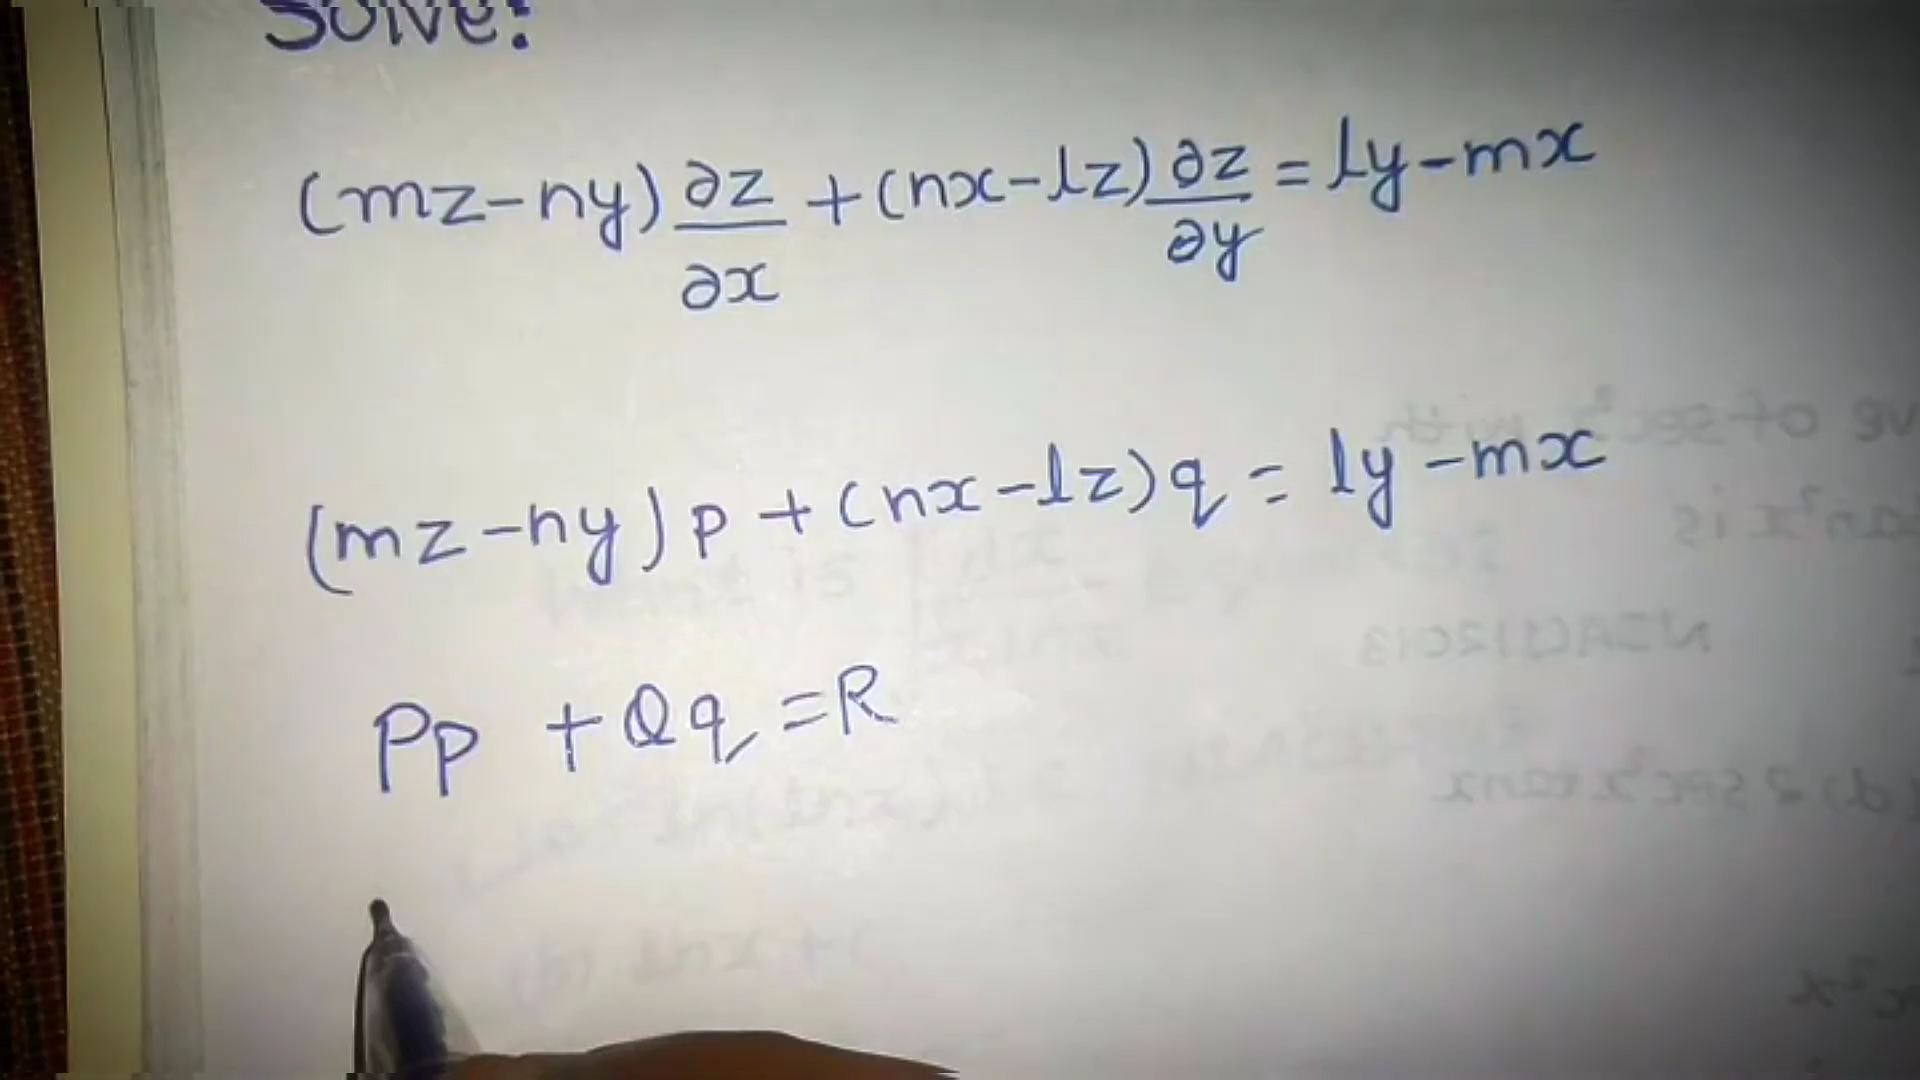 Solve:
(mz-ny) ∂z/∂x + (nx-lz) ∂z/∂y = ly-mx
(mz-ny) p + (nx-lz) q = ly-mx
Pp + Qq = R